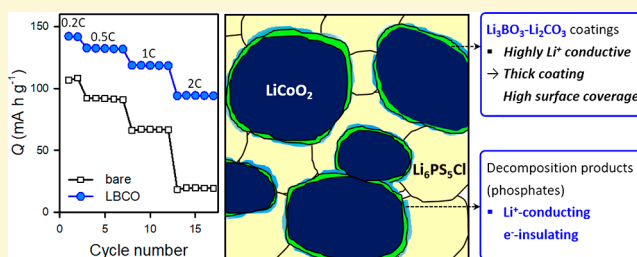 0.2C
0.5C
1C
2C
150
100
50
0
Q (mA h g⁻¹)
bare
LBCO
0 5 10 15
Cycle number
LiCoO₂
Li₆PS₅Cl
Li₃BO₃-Li₂CO₃ coatings
▪ Highly Li⁺ conductive
→ Thick coating
High surface coverage
Decomposition products
(phosphates)
▪ Li⁺-conducting
e⁻-insulating